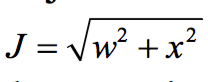 J = √(w² + x²)